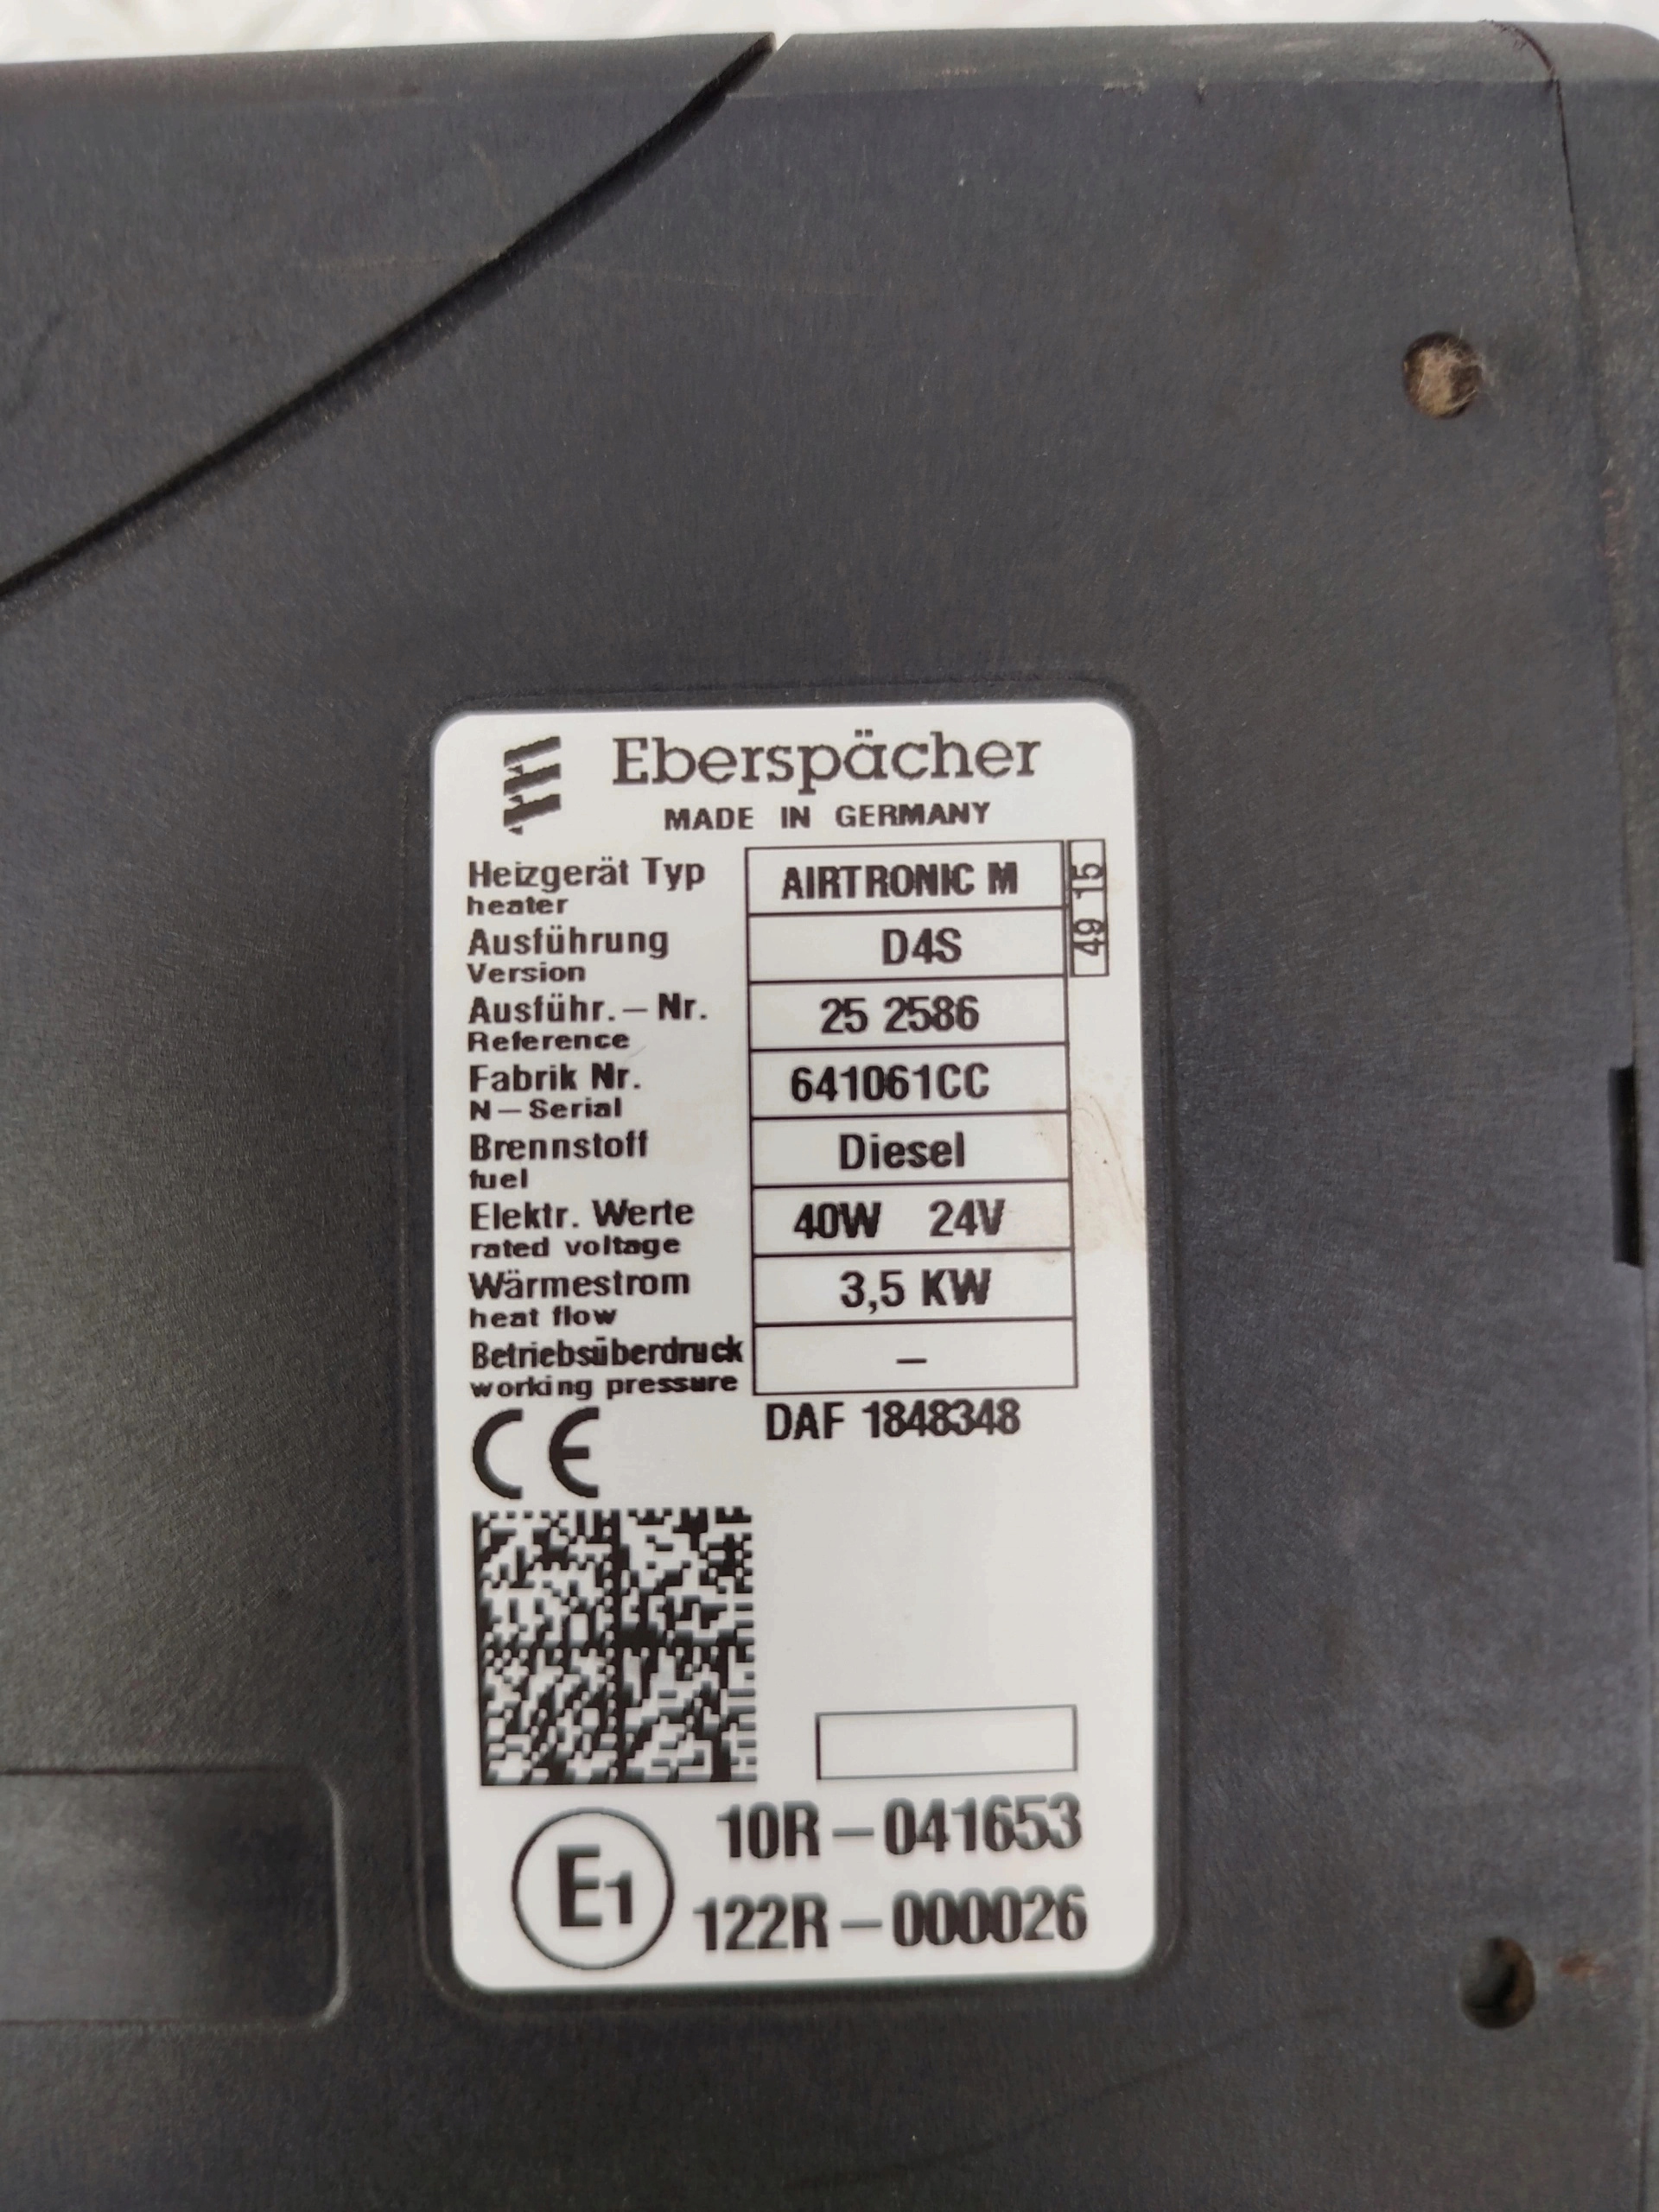 Eberspächer
MADE IN GERMANY
Heizgerät Typ AIRTRONIC M
heater
49 15
Ausführung D4S
Version
Ausführ.– Nr. 25 2586
Reference
Fabrik Nr. 641061CC
N–Serial
Brennstoff Diesel
fuel
Elektr. Werte 40W 24V
rated voltage
Wärmestrom 3,5 KW
heat flow
Betriebsüberdruck –
working pressure
CE DAF 1848348
E1 10R–041653
122R–000026